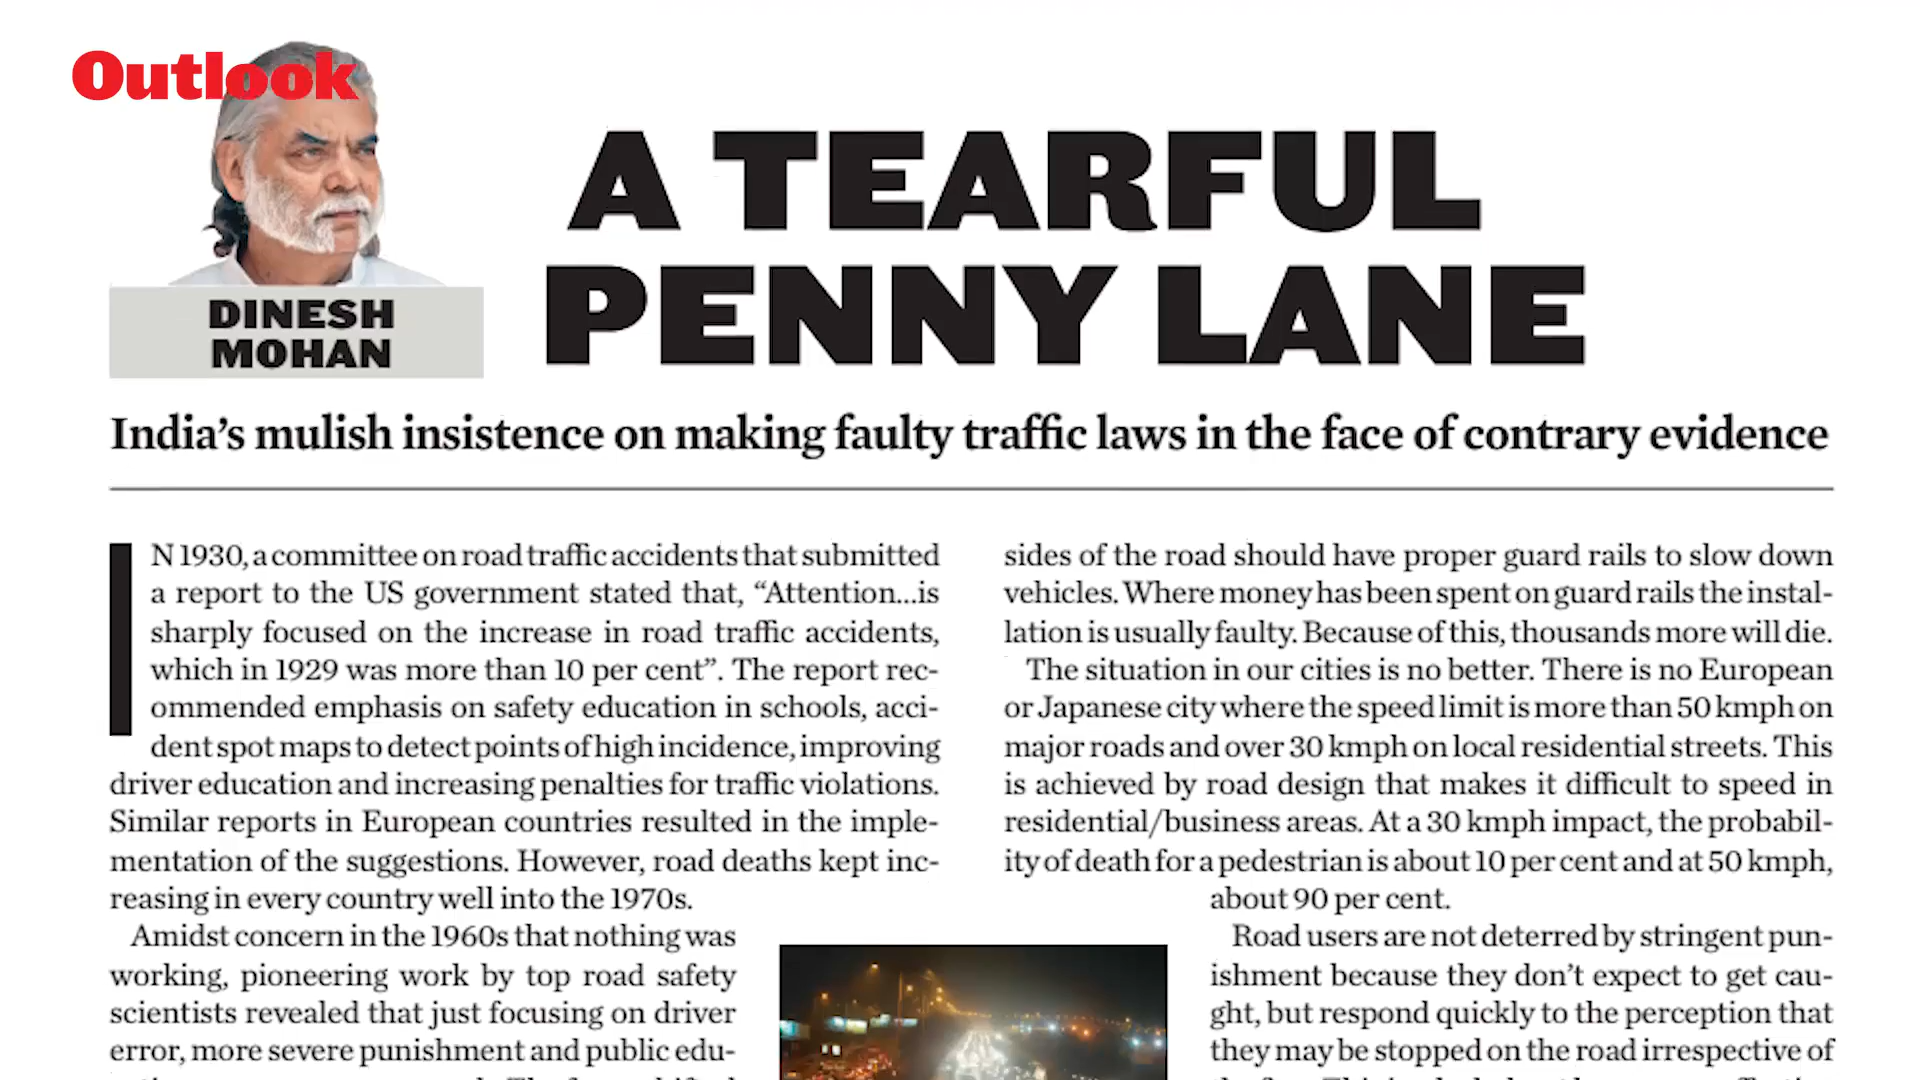 Outlook
DINESH
MOHAN
A TEARFUL
PENNY LANE
India’s mulish insistence on making faulty traffic laws in the face of contrary evidence
IN 1930, a committee on road traffic accidents that submitted
a report to the US government stated that, “Attention...is
sharply focused on the increase in road traffic accidents,
which in 1929 was more than 10 per cent”. The report rec-
ommended emphasis on safety education in schools, acci-
dent spot maps to detect points of high incidence, improving
driver education and increasing penalties for traffic violations.
Similar reports in European countries resulted in the imple-
mentation of the suggestions. However, road deaths kept inc-
reasing in every country well into the 1970s.
Amidst concern in the 1960s that nothing was
working, pioneering work by top road safety
scientists revealed that just focusing on driver
error, more severe punishment and public edu-
sides of the road should have proper guard rails to slow down
vehicles. Where money has been spent on guard rails the instal-
lation is usually faulty. Because of this, thousands more will die.
The situation in our cities is no better. There is no European
or Japanese city where the speed limit is more than 50 kmph on
major roads and over 30 kmph on local residential streets. This
is achieved by road design that makes it difficult to speed in
residential/business areas. At a 30 kmph impact, the probabil-
ity of death for a pedestrian is about 10 per cent and at 50 kmph,
about 90 per cent.
Road users are not deterred by stringent pun-
ishment because they don’t expect to get cau-
ght, but respond quickly to the perception that
they may be stopped on the road irrespective of